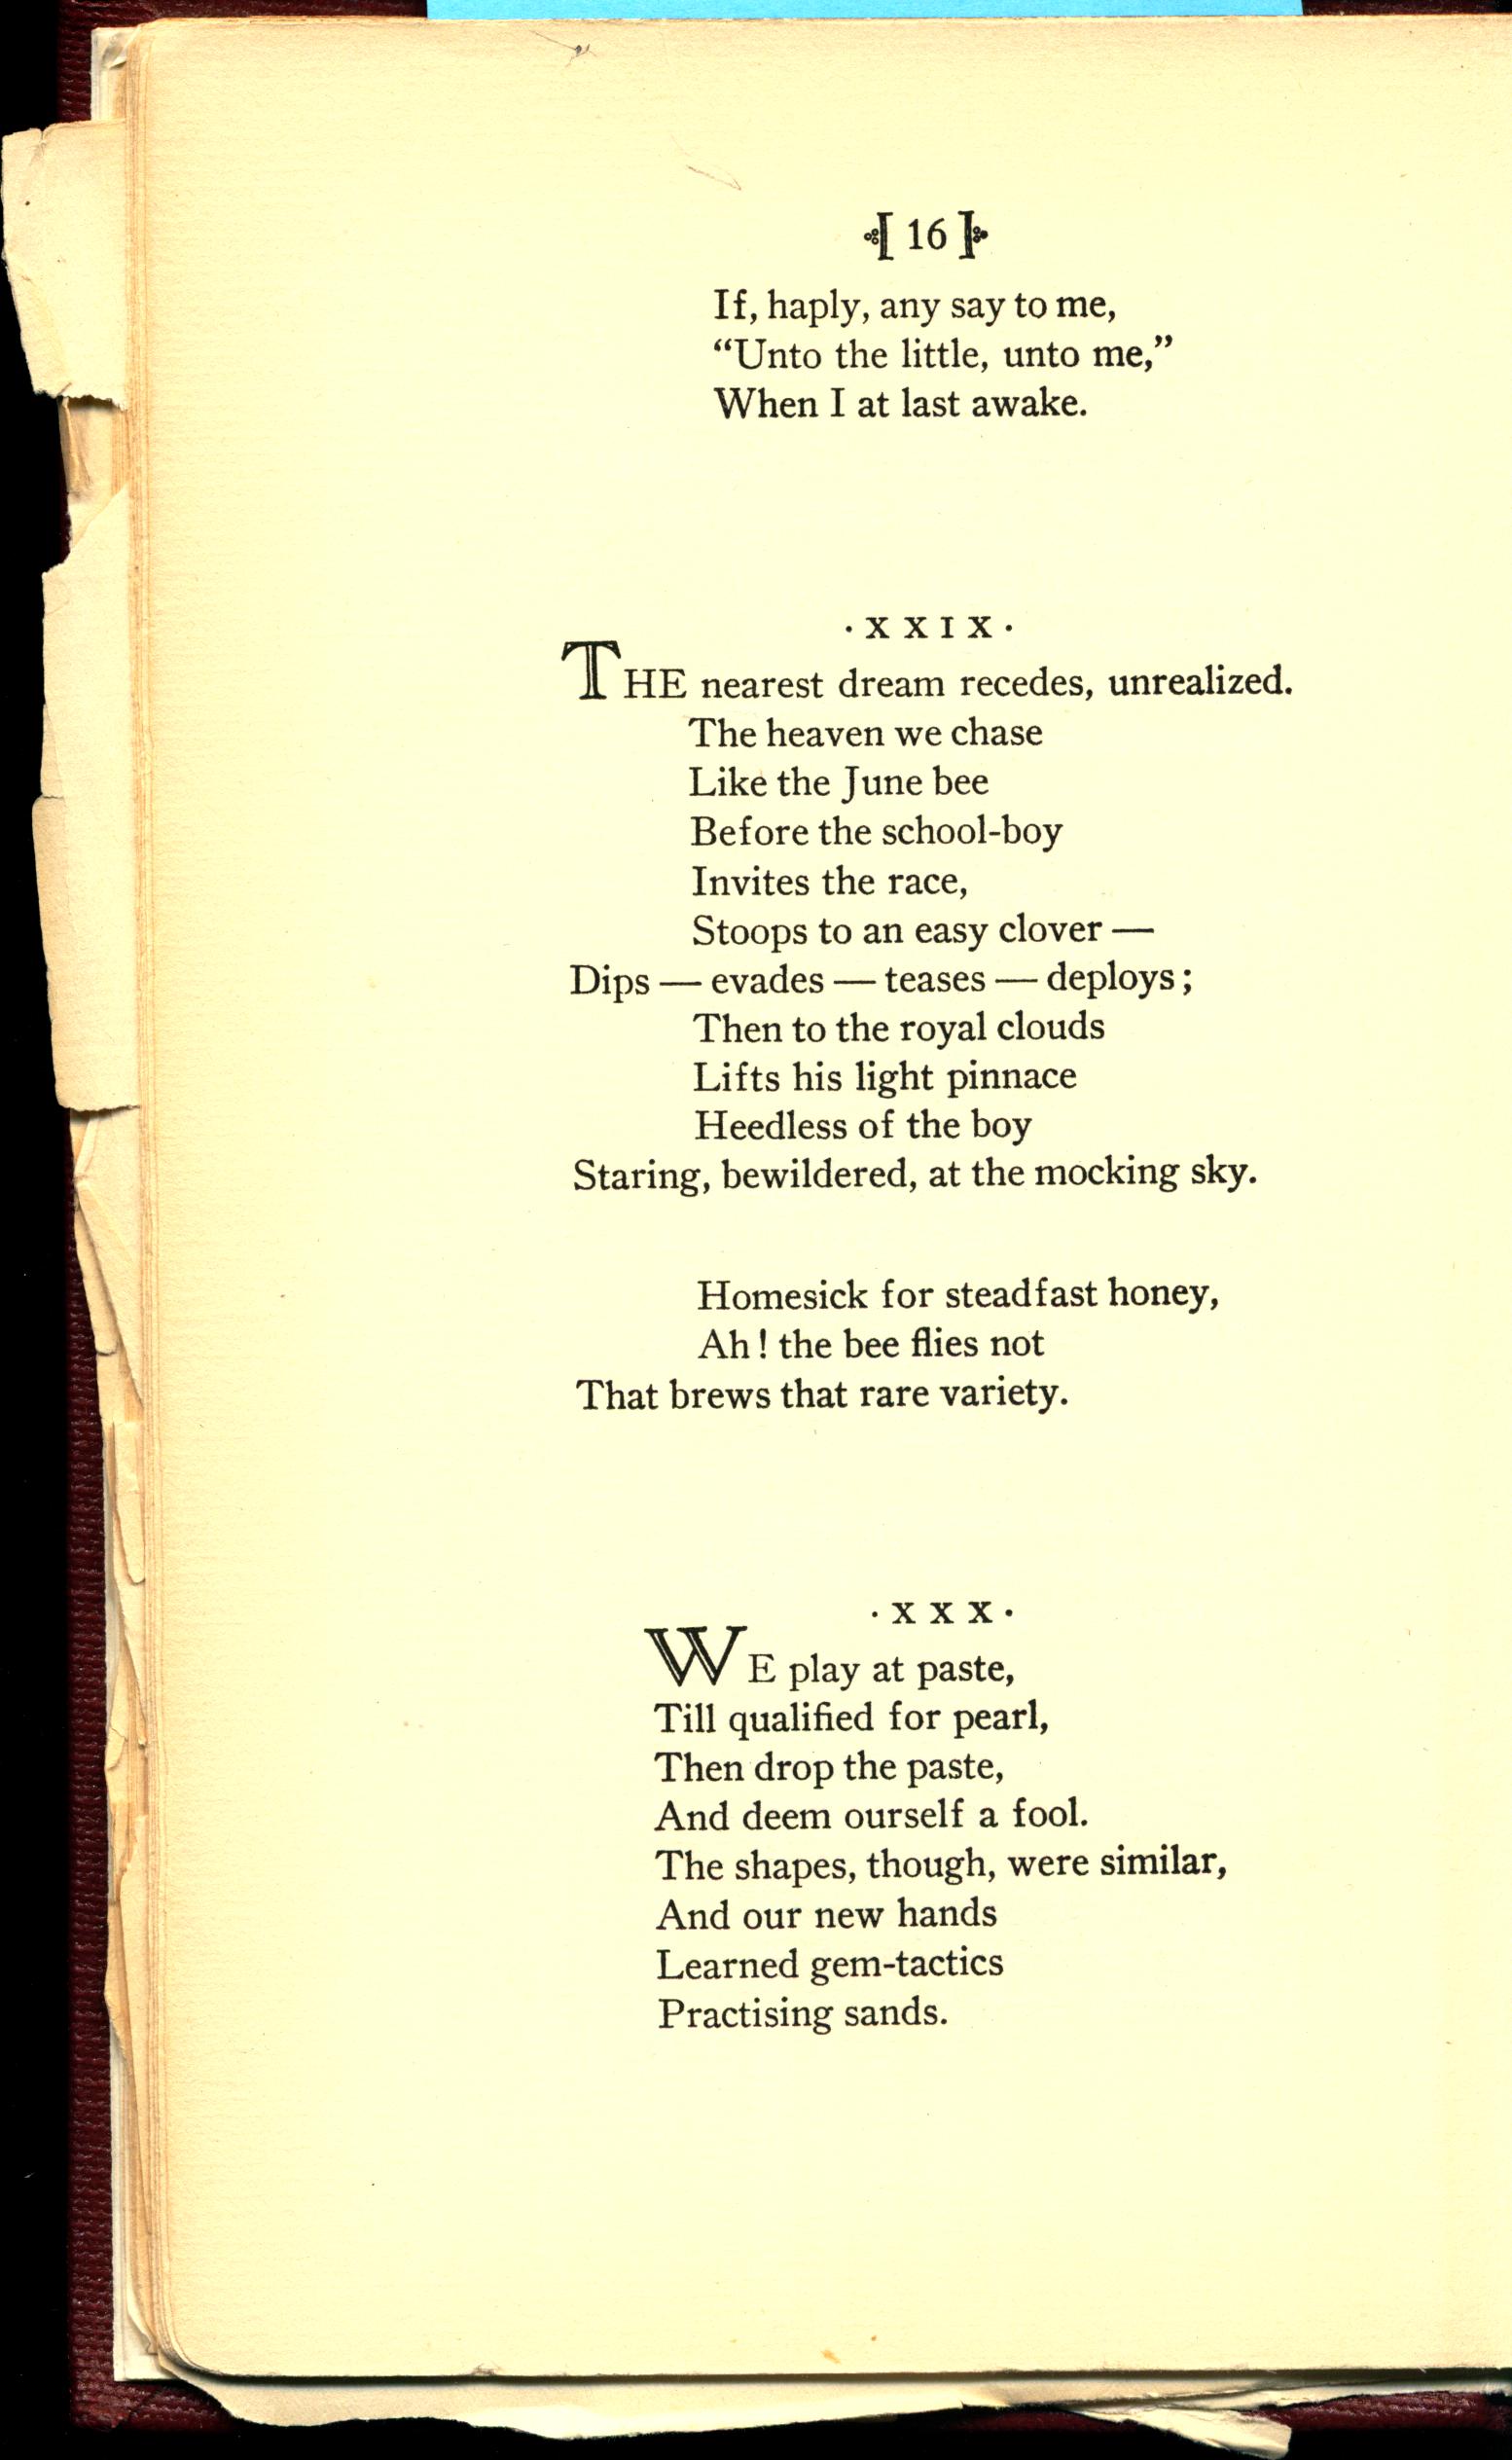 [ 16 ]
If, haply, any say to me,
“Unto the little, unto me,”
When I at last awake.
· X X I X ·
THE nearest dream recedes, unrealized.
The heaven we chase
Like the June bee
Before the school-boy
Invites the race,
Stoops to an easy clover —
Dips — evades — teases — deploys ;
Then to the royal clouds
Lifts his light pinnace
Heedless of the boy
Staring, bewildered, at the mocking sky.
Homesick for steadfast honey,
Ah ! the bee flies not
That brews that rare variety.
· X X X ·
WE play at paste,
Till qualified for pearl,
Then drop the paste,
And deem ourself a fool.
The shapes, though, were similar,
And our new hands
Learned gem-tactics
Practising sands.